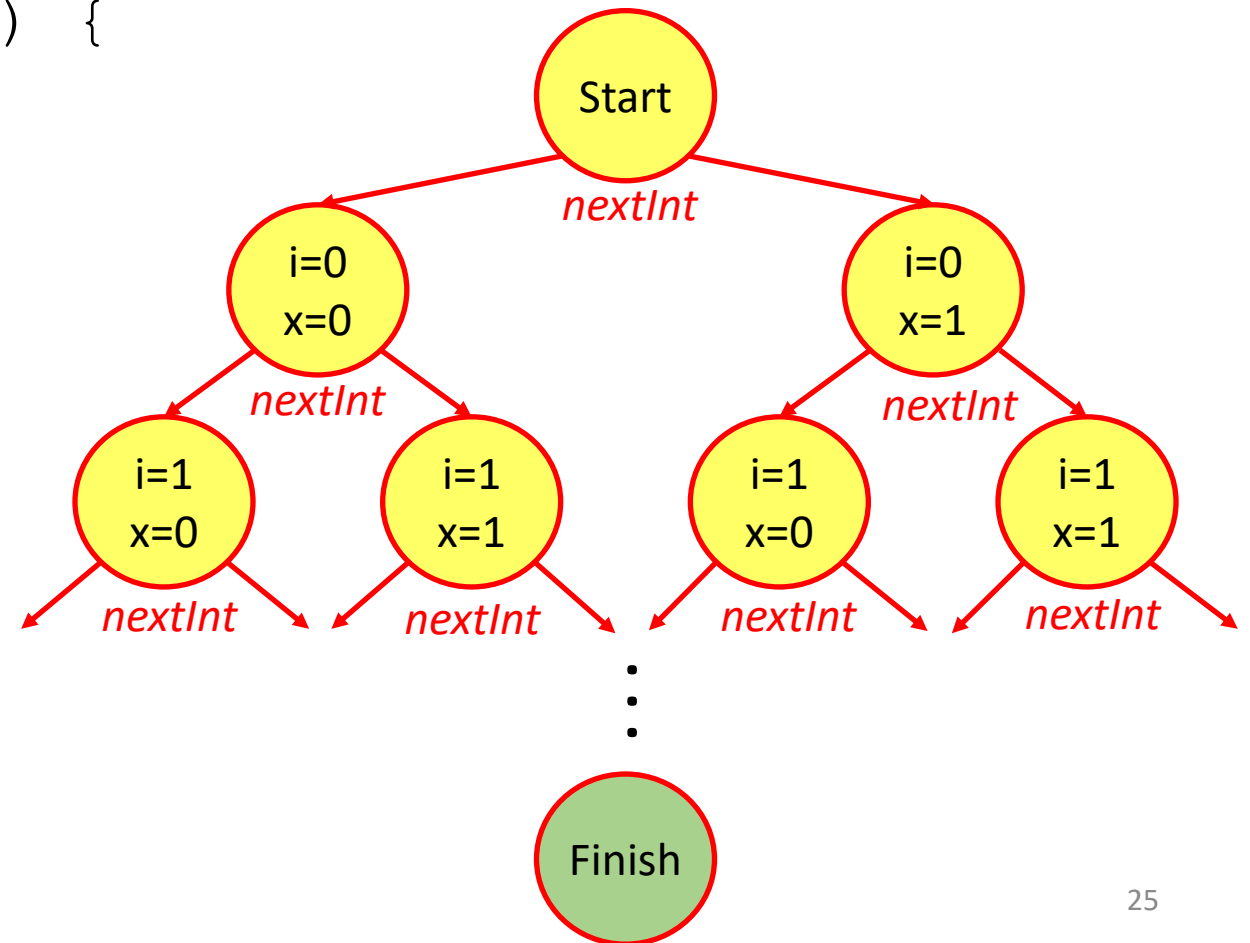 ) {
Start
nextInt
i=0
x=0
i=0
x=1
nextInt
nextInt
i=1
x=0
i=1
x=1
i=1
x=0
i=1
x=1
nextInt
nextInt
nextInt
nextInt
Finish
25